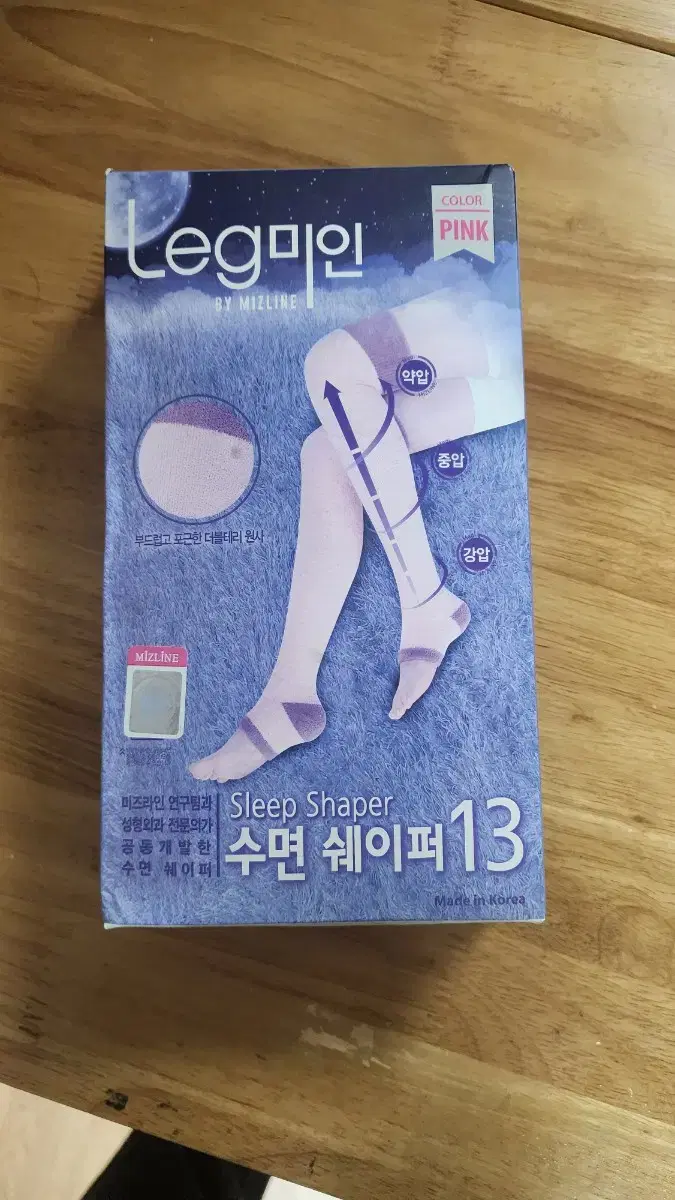 COLOR
PINK
Leg미인
BY MIZLINE
약압
중압
강압
부드럽고 포근한 더블테리 원사
MIZLINE
미즈라인 연구팀과
성형외과 전문의가
공동개발한
수면 쉐이퍼
Sleep Shaper
수면 쉐이퍼 13
Made in Korea